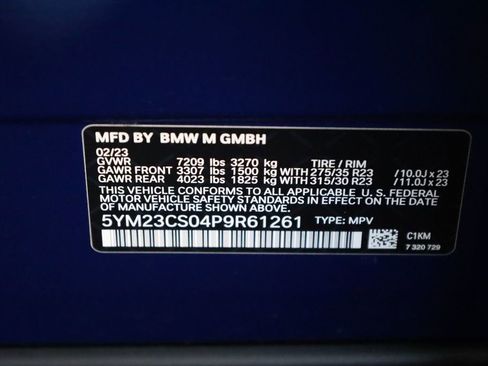 MFD BY BMW M GMBH
02/23
GVWR 7209 lbs 3270 kg TIRE / RIM
GAWR FRONT 3307 lbs 1500 kg WITH 275/35 R23 /10.0J x 23
GAWR REAR 4023 lbs 1825 kg WITH 315/30 R23 /11.0J x 23
THIS VEHICLE CONFORMS TO ALL APPLICABLE U.S. FEDERAL
MOTOR VEHICLE SAFETY STANDARDS IN EFFECT ON THE DATE
OF MANUFACTURE SHOWN ABOVE.
5YM23CS04P9R61261 TYPE: MPV
C1KM
7 320 729